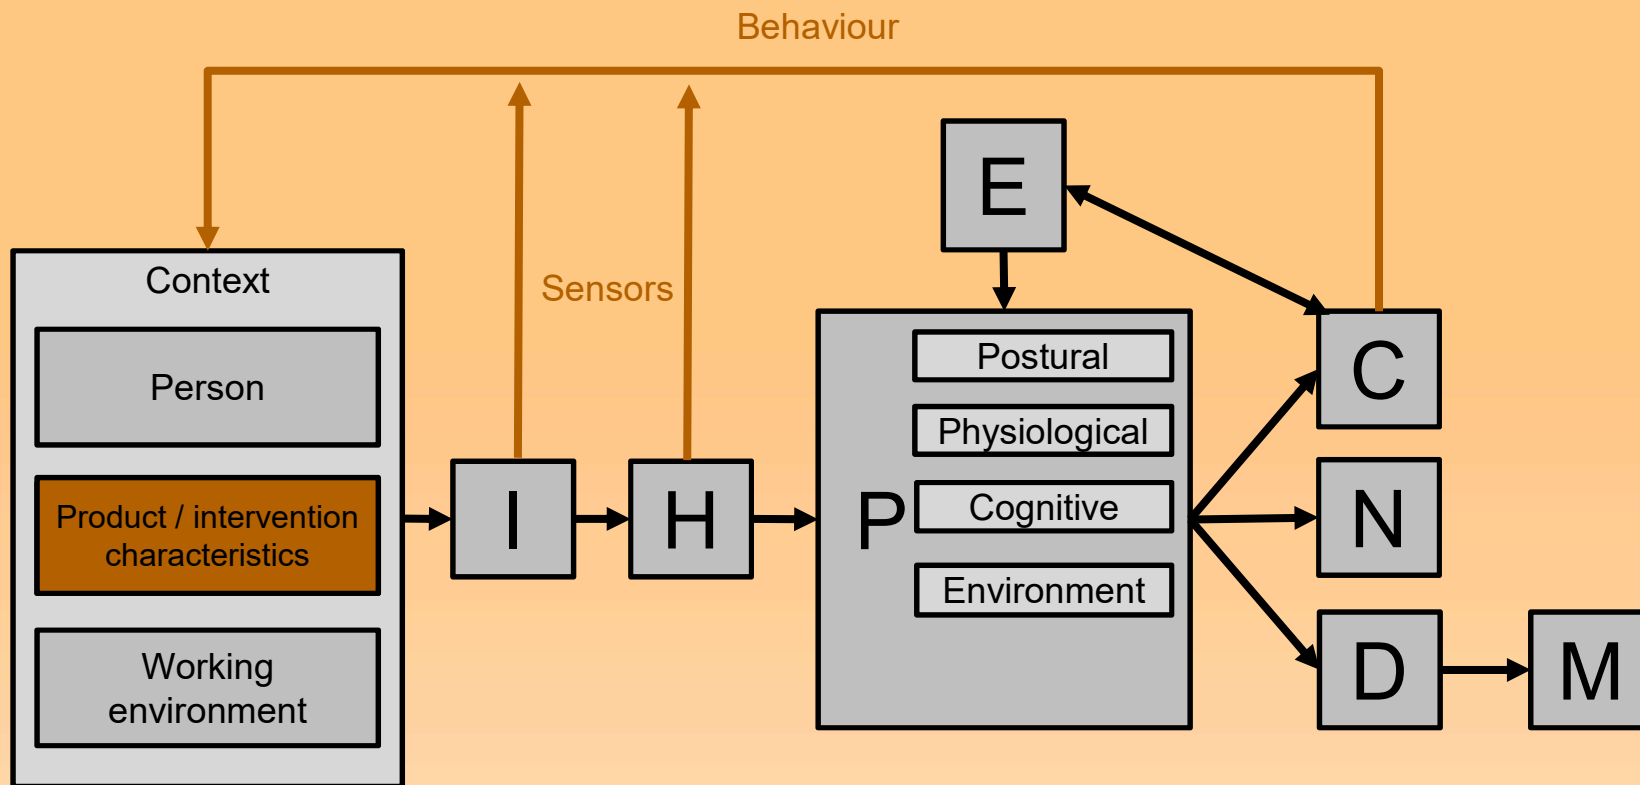 Behaviour
Sensors
Context
Person
Product / intervention
characteristics
Working
environment
I
H
E
P
Postural
Physiological
Cognitive
Environment
C
N
D
M